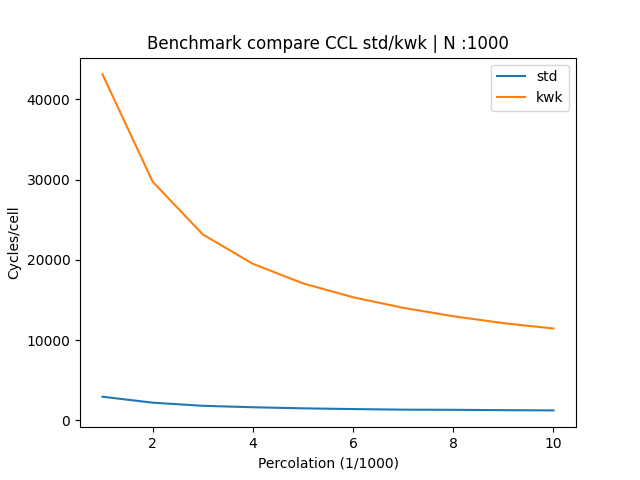 Benchmark compare CCL std/kwk | N :1000
std
kwk
Cycles/cell
40000
30000
20000
10000
0
2
4
6
8
10
Percolation (1/1000)